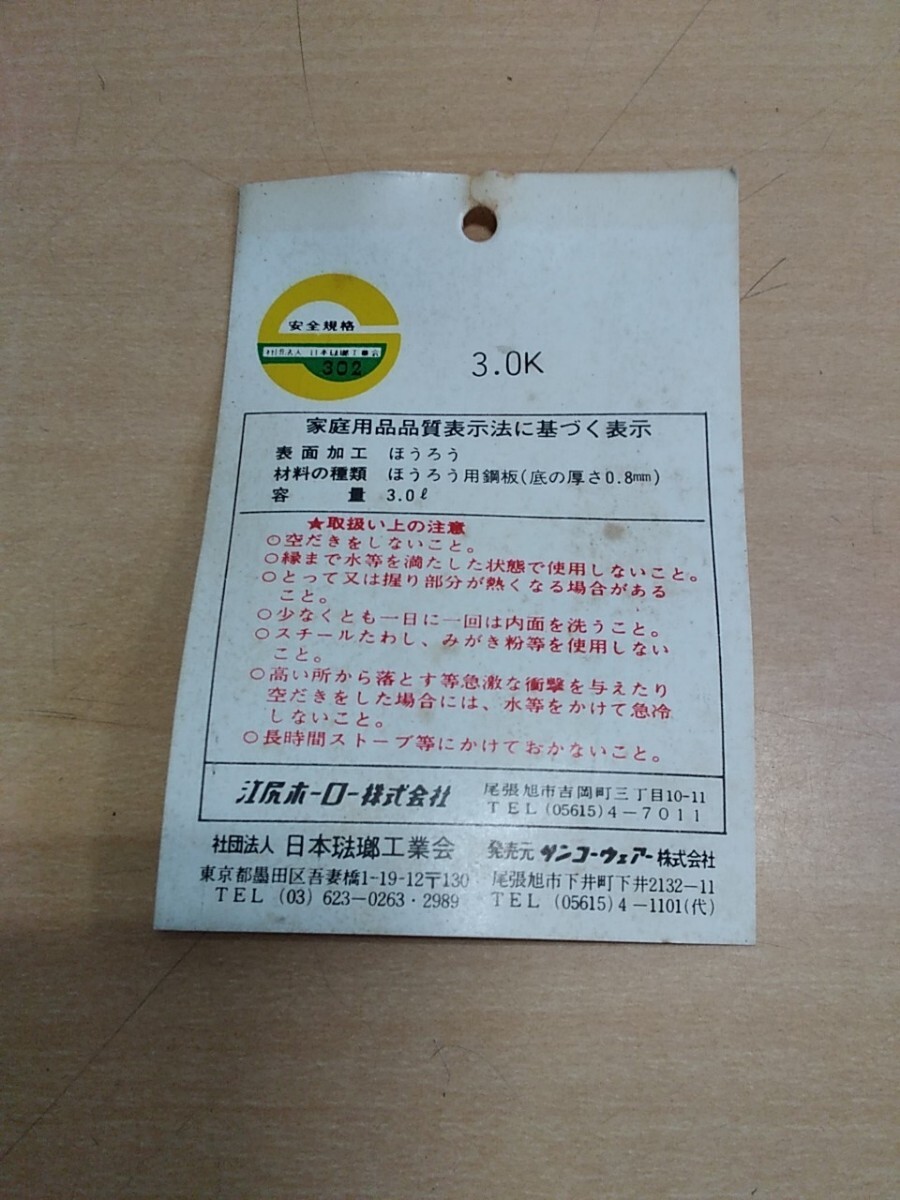 安全規格
社団法人 日本琺瑯工業会
302
3.0K
家庭用品品質表示法に基づく表示
表面加工 ほうろう
材料の種類 ほうろう用鋼板(底の厚さ0.8mm)
容量 3.0ℓ
★取扱い上の注意
○空だきをしないこと。
○縁まで水等を満たした状態で使用しないこと。
○とって又は握り部分が熱くなる場合がある
こと。
○少なくとも一日に一回は内面を洗うこと。
○スチールたわし、みがき粉等を使用しない
こと。
○高い所から落とす等急激な衝撃を与えたり
空だきをした場合には、水等をかけて急冷
しないこと。
○長時間ストーブ等にかけておかないこと。
江尻ホーロー株式会社
尾張旭市吉岡町三丁目10-11
TEL (05615) 4-7011
社団法人 日本琺瑯工業会
東京都墨田区吾妻橋1-19-12〒130
TEL (03) 623-0263・2989
発売元 サンコーウェアー株式会社
尾張旭市下井町下井2132-11
TEL (05615) 4-1101(代)